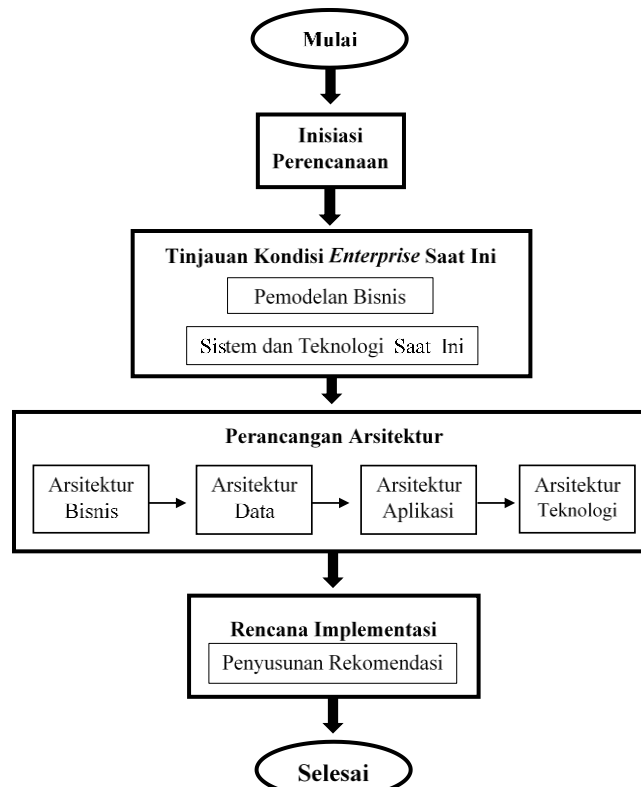 Mulai
Inisiasi
Perencanaan
Tinjauan Kondisi Enterprise Saat Ini
Pemodelan Bisnis
Sistem dan Teknologi Saat Ini
Perancangan Arsitektur
Arsitektur
Bisnis
Arsitektur
Data
Arsitektur
Aplikasi
Arsitektur
Teknologi
Rencana Implementasi
Penyusunan Rekomendasi
Selesai